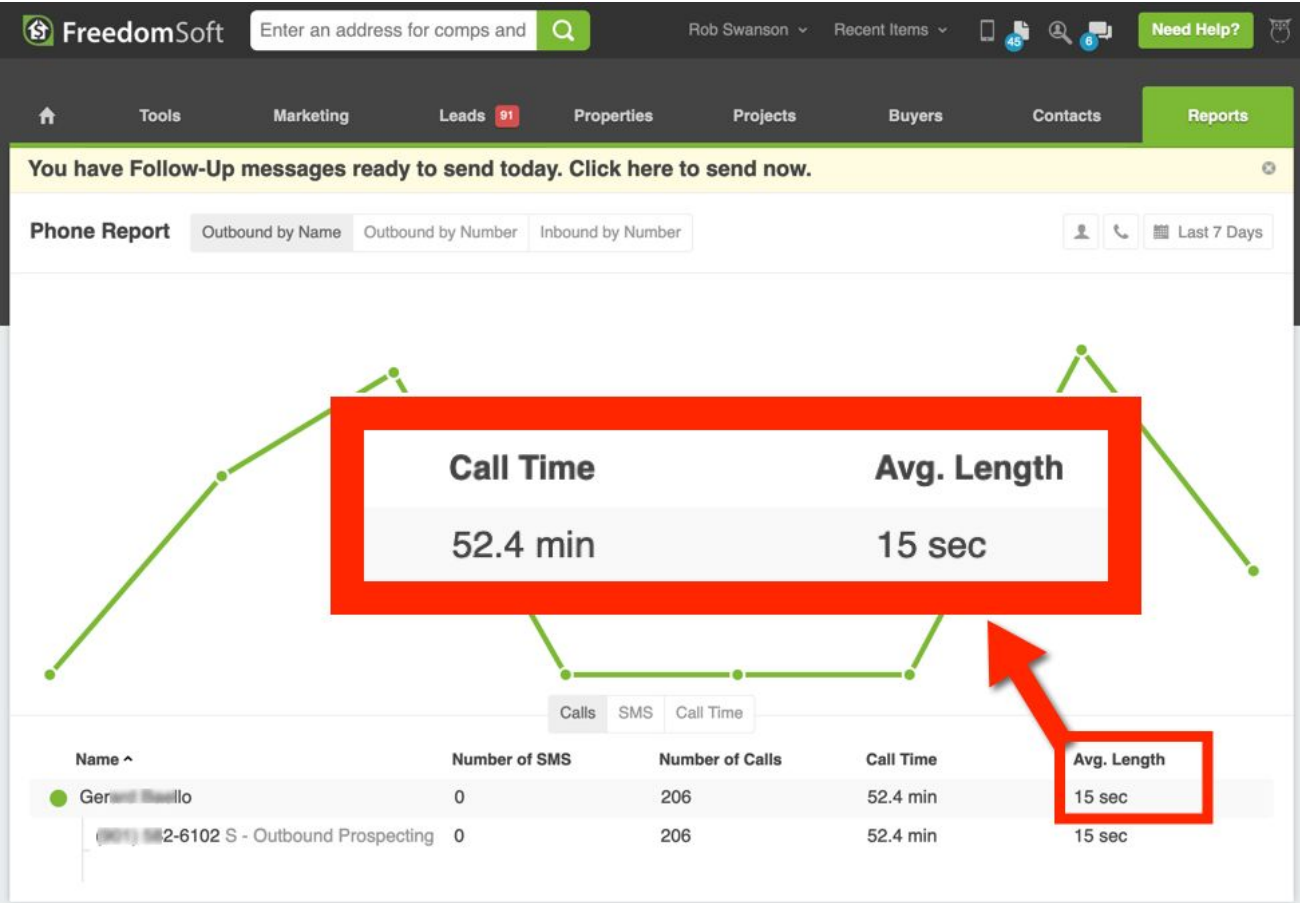 FreedomSoft Enter an address for comps and Rob Swanson Recent Items 45 6 Need Help?
Tools Marketing Leads 91 Properties Projects Buyers Contacts Reports
You have Follow-Up messages ready to send today. Click here to send now.
Phone Report Outbound by Name Outbound by Number Inbound by Number Last 7 Days
Call Time Avg. Length
52.4 min 15 sec
Calls SMS Call Time
Name Number of SMS Number of Calls Call Time Avg. Length
0 206 52.4 min 15 sec
2-6102 S - Outbound Prospecting 0 206 52.4 min 15 sec